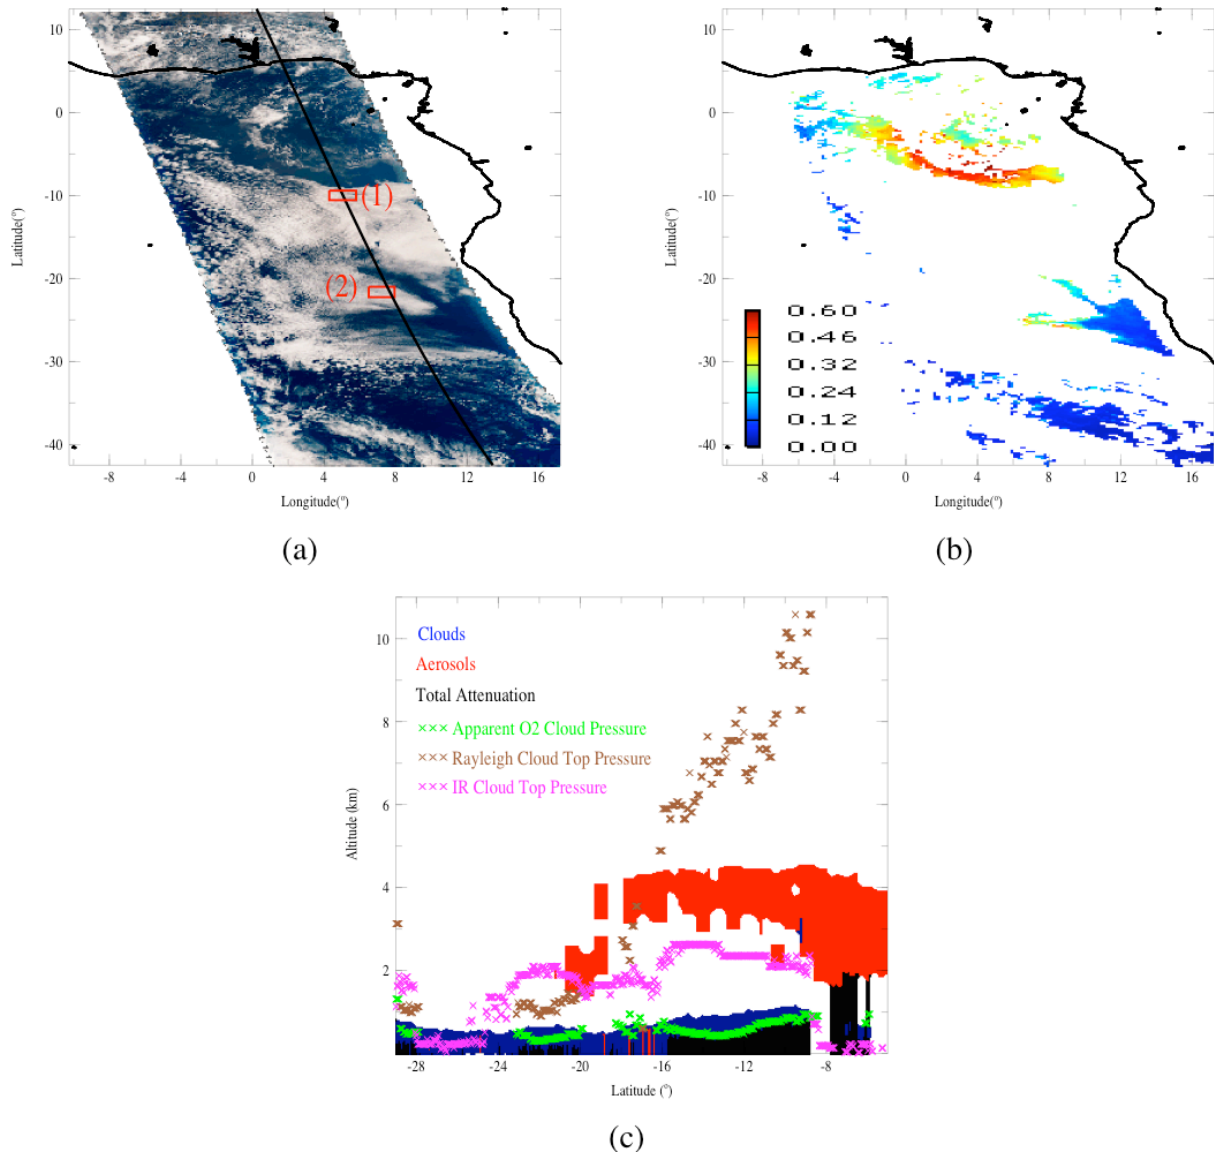 10
0
-10
-20
-30
-40
Latitude(°)
(1)
(2)
-8 -4 0 4 8 12 16
Longitude(°)
(a)
10
0
-10
-20
-30
-40
Latitude(°)
0.60
0.46
0.32
0.24
0.12
0.00
-8 -4 0 4 8 12 16
Longitude(°)
(b)
10
8
6
4
2
Altitude (km)
Clouds
Aerosols
Total Attenuation
××× Apparent O2 Cloud Pressure
××× Rayleigh Cloud Top Pressure
××× IR Cloud Top Pressure
-28 -24 -20 -16 -12 -8
Latitude (°)
(c)